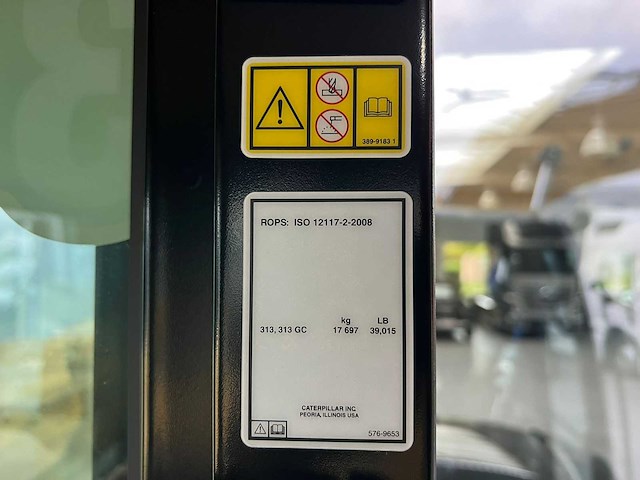 389-9183 1
ROPS: ISO 12117-2-2008
kg LB
313, 313 GC 17 697 39,015
CATERPILLAR INC
PEORIA, ILLINOIS USA
576-9653